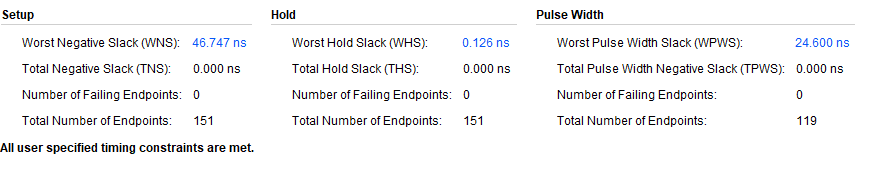 Setup
Worst Negative Slack (WNS): 46.747 ns
Total Negative Slack (TNS): 0.000 ns
Number of Failing Endpoints: 0
Total Number of Endpoints: 151
Hold
Worst Hold Slack (WHS): 0.126 ns
Total Hold Slack (THS): 0.000 ns
Number of Failing Endpoints: 0
Total Number of Endpoints: 151
Pulse Width
Worst Pulse Width Slack (WPWS): 24.600 ns
Total Pulse Width Negative Slack (TPWS): 0.000 ns
Number of Failing Endpoints: 0
Total Number of Endpoints: 119
All user specified timing constraints are met.